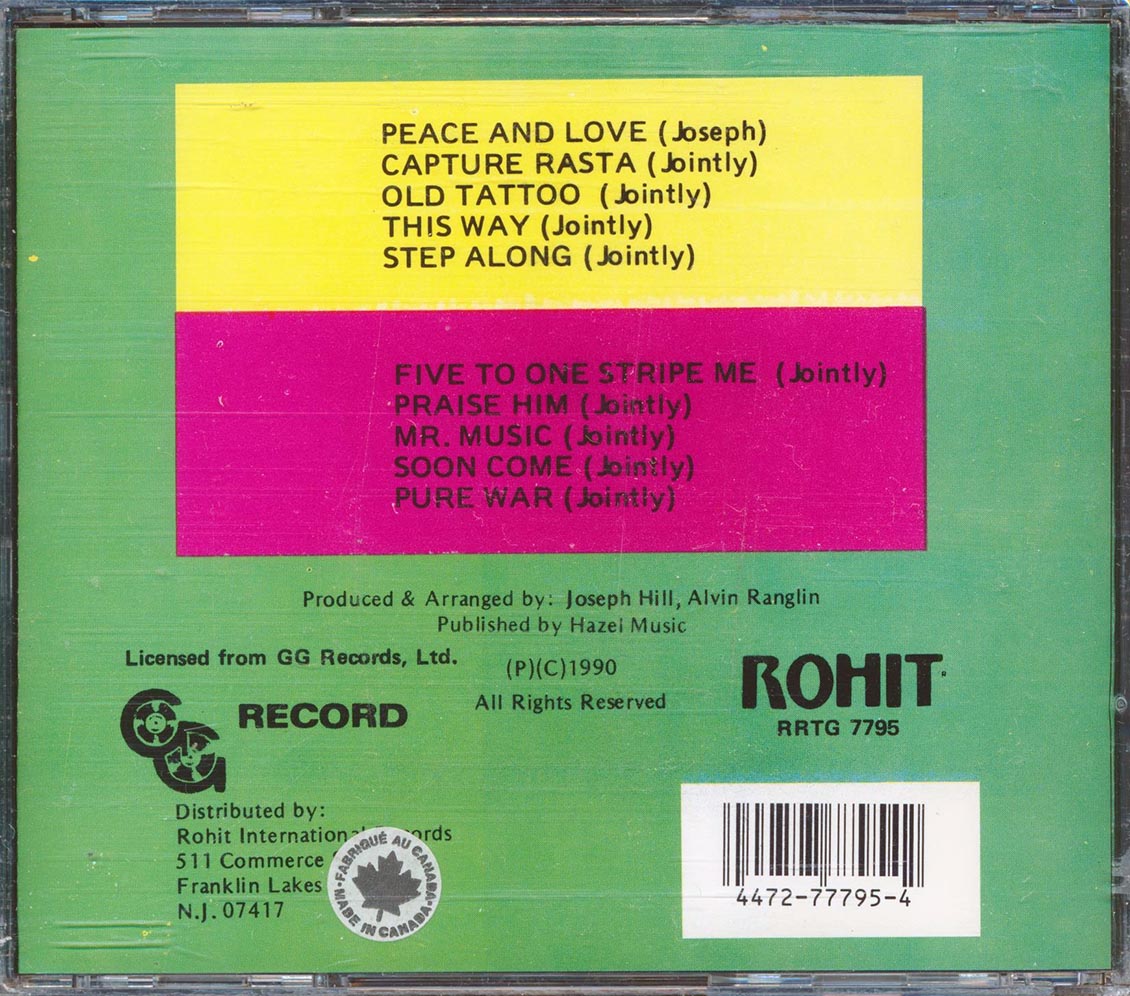 PEACE AND LOVE (Joseph)
CAPTURE RASTA (Jointly)
OLD TATTOO (Jointly)
THIS WAY (Jointly)
STEP ALONG (Jointly)
FIVE TO ONE STRIPE ME (Jointly)
PRAISE HIM (Jointly)
MR. MUSIC (Jointly)
SOON COME (Jointly)
PURE WAR (Jointly)
Produced & Arranged by: Joseph Hill, Alvin Ranglin
Published by Hazel Music
Licensed from GG Records, Ltd.
(P)(C)1990
All Rights Reserved
GG RECORD
ROHIT
RRTG 7795
Distributed by:
Rohit International Records
511 Commerce
Franklin Lakes
N.J. 07417
FABRIQUÉ AU CANADA
MADE IN CANADA
4472-77795-4